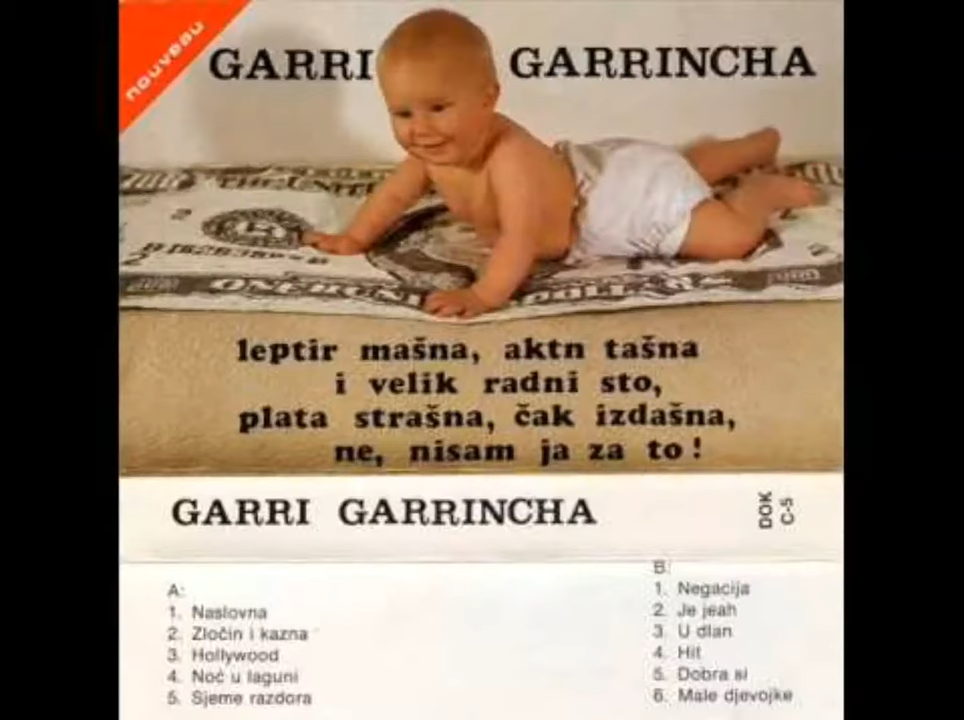 nouveau
GARRI GARRINCHA
THE UNIT
leptir mašna, aktn tašna
i velik radni sto,
plata strašna, čak izdašna,
ne, nisam ja za to!
GARRI GARRINCHA
DOK
C-5
A:
1. Naslovna
2. Zločin i kazna
3. Hollywood
4. Noć u laguni
5. Sjeme razdora
B:
1. Negacija
2. Je jeah
3. U dlan
4. Hit
5. Dobra si
6. Male djevojke